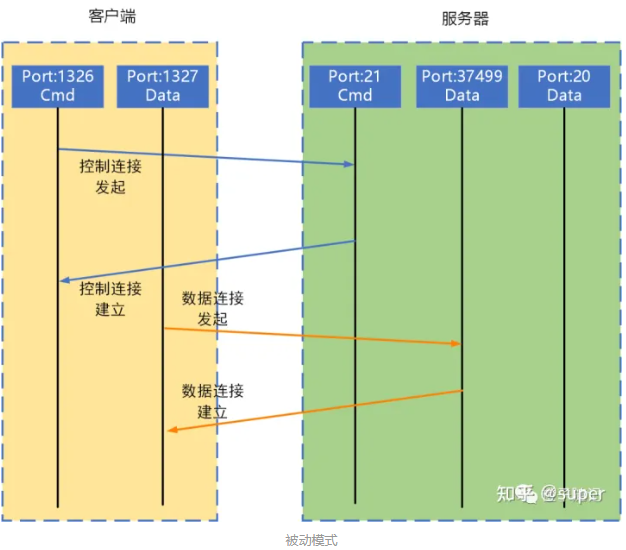 客户端
服务器
Port:1326
Cmd
Port:1327
Data
Port:21
Cmd
Port:37499
Data
Port:20
Data
控制连接
发起
控制连接
建立
数据连接
发起
数据连接
建立
知乎 @super
被动模式